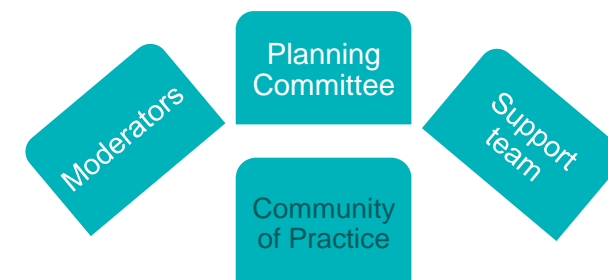 Planning
Committee
Moderators
Support
team
Community
of Practice